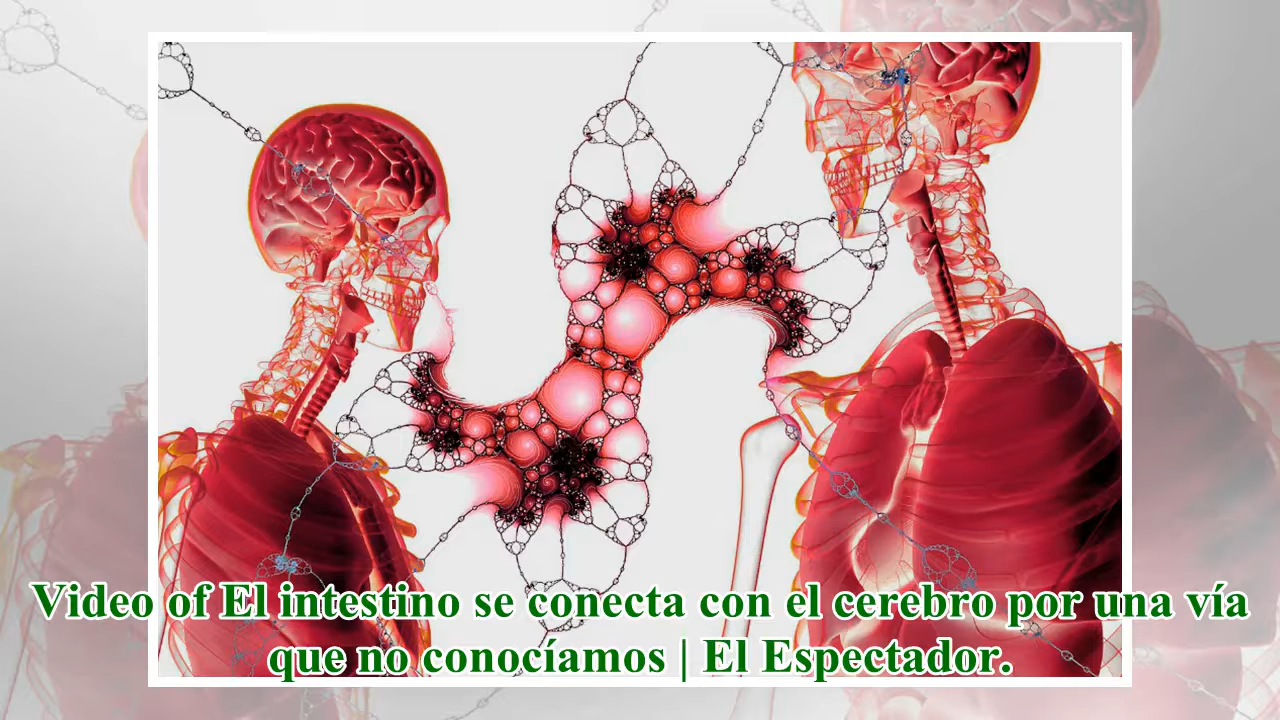 Video of El intestino se conecta con el cerebro por una vía
que no conocíamos | El Espectador.